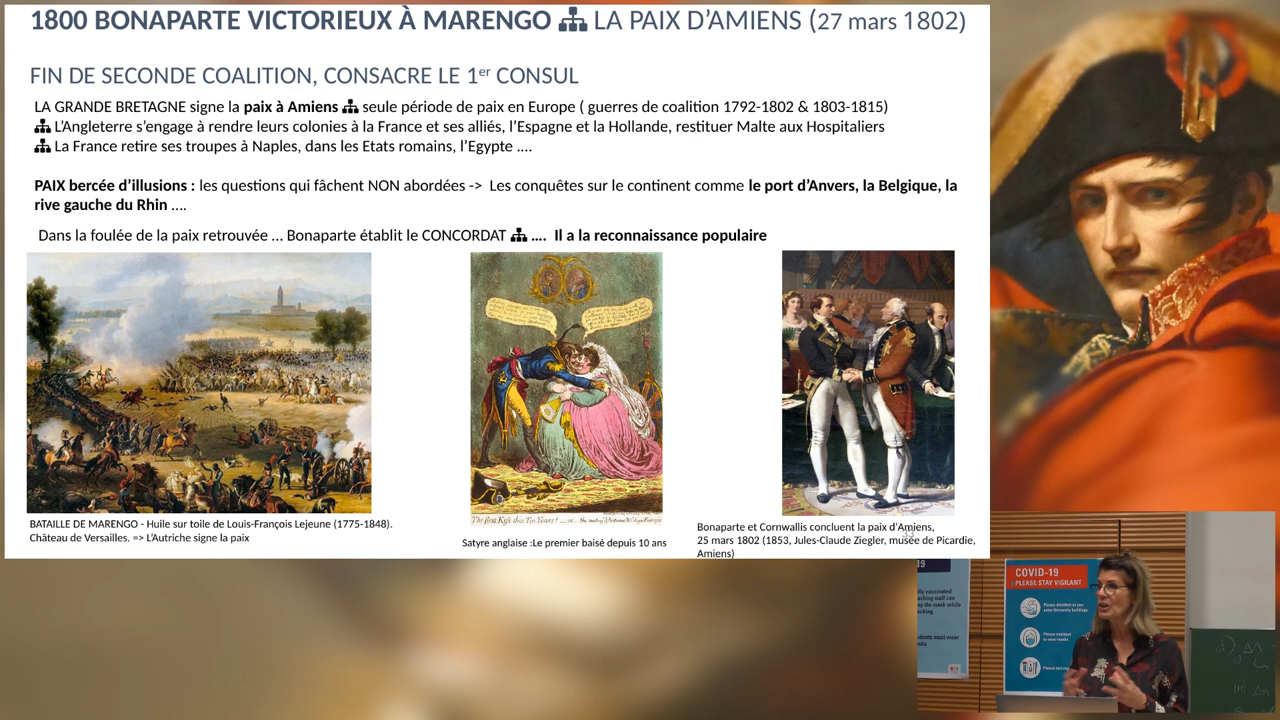 1800 BONAPARTE VICTORIEUX À MARENGO LA PAIX D'AMIENS (27 mars 1802)
FIN DE SECONDE COALITION, CONSACRE LE 1er CONSUL
LA GRANDE BRETAGNE signe la paix à Amiens seule période de paix en Europe ( guerres de coalition 1792-1802 & 1803-1815)
L'Angleterre s'engage à rendre leurs colonies à la France et ses alliés, l'Espagne et la Hollande, restituer Malte aux Hospitaliers
La France retire ses troupes à Naples, dans les Etats romains, l'Egypte ....
PAIX bercée d'illusions : les questions qui fâchent NON abordées -> Les conquêtes sur le continent comme le port d'Anvers, la Belgique, la
rive gauche du Rhin ....
Dans la foulée de la paix retrouvée ... Bonaparte établit le CONCORDAT .... Il a la reconnaissance populaire
The first Kiss this Ten Years!
BATAILLE DE MARENGO - Huile sur toile de Louis-François Lejeune (1775-1848).
Château de Versailles. => L'Autriche signe la paix
Satyre anglaise :Le premier baisé depuis 10 ans
Bonaparte et Cornwallis concluent la paix d'Amiens,
25 mars 1802 (1853, Jules-Claude Ziegler, musée de Picardie,
Amiens)
33
19
COVID-19
PLEASE STAY VIGILANT